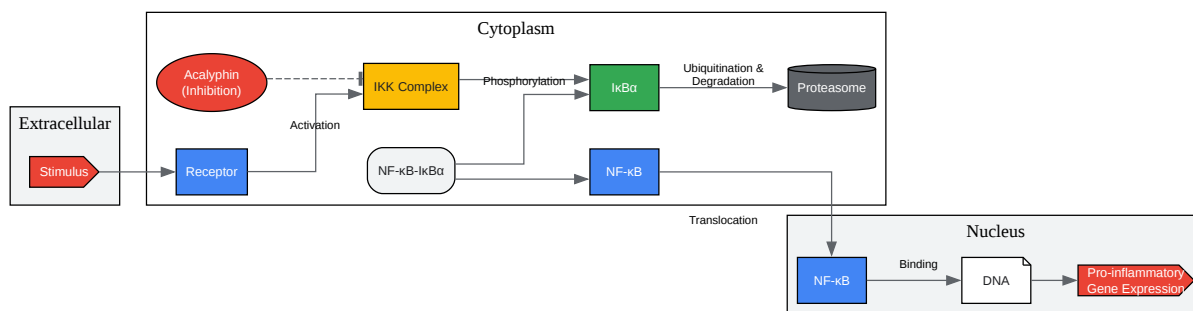 Cytoplasm
Acalyphin
(Inhibition)
IKK Complex
Phosphorylation
IκBα
Ubiquitination &
Degradation
Proteasome
Extracellular
Stimulus
Activation
Receptor
NF-κB-IκBα
NF-κB
Translocation
Nucleus
NF-κB
Binding
DNA
Pro-inflammatory
Gene Expression